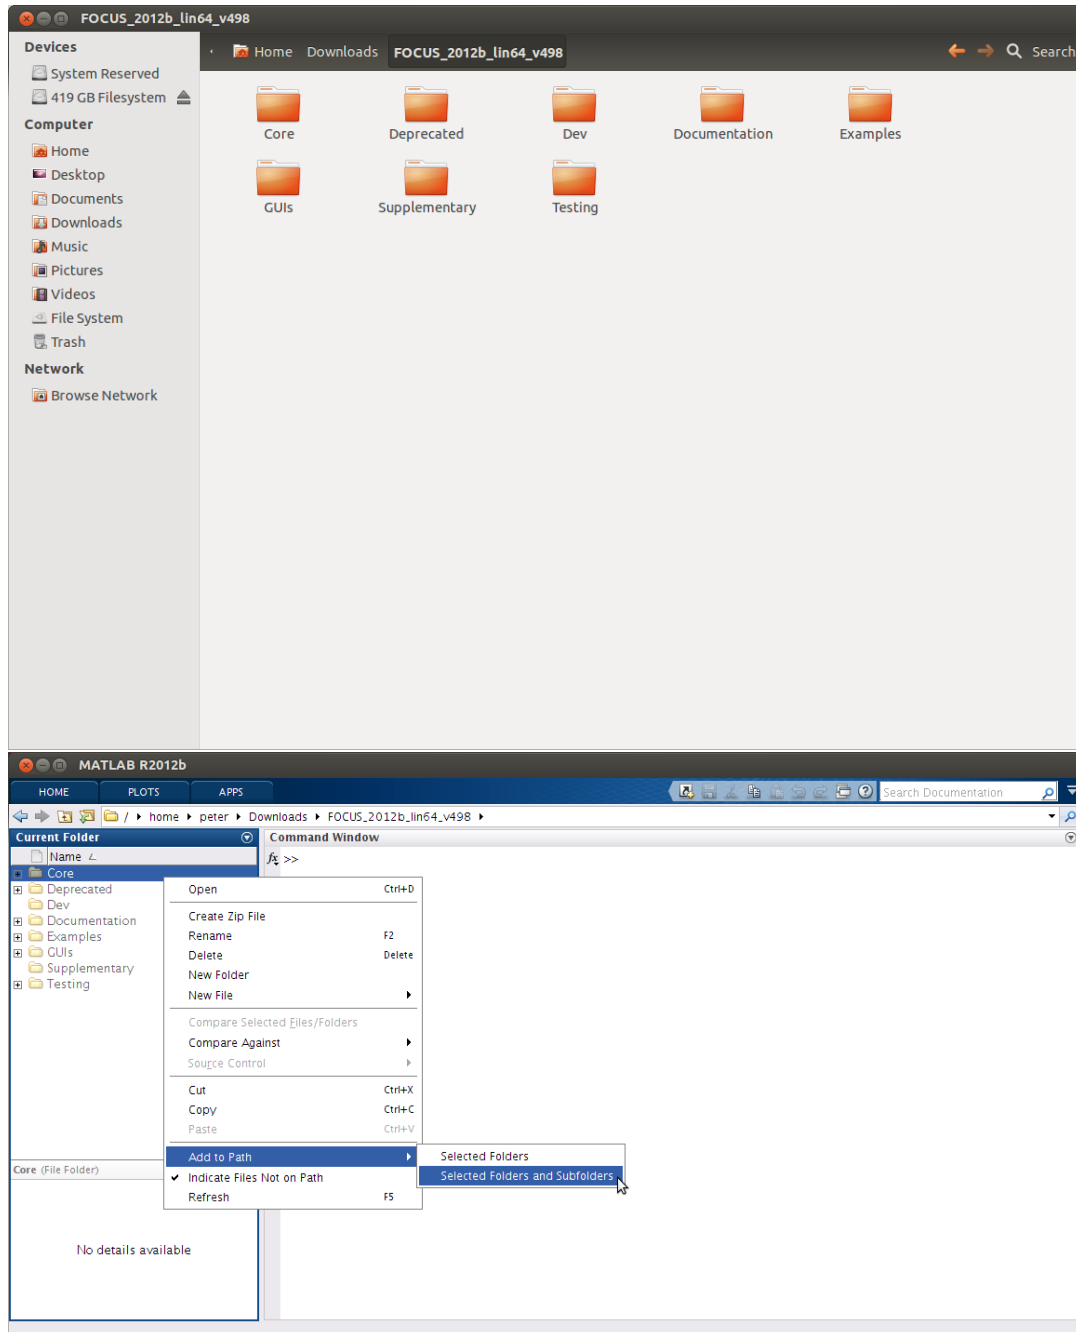 FOCUS_2012b_lin64_v498
Devices
System Reserved
419 GB Filesystem
Computer
Home
Desktop
Documents
Downloads
Music
Pictures
Videos
File System
Trash
Network
Browse Network
Home Downloads FOCUS_2012b_lin64_v498 Search
Core Deprecated Dev Documentation Examples
GUIs Supplementary Testing
MATLAB R2012b
HOME PLOTS APPS Search Documentation
/ home peter Downloads FOCUS_2012b_lin64_v498
Current Folder
Name
Core
Deprecated
Dev
Documentation
Examples
GUIs
Supplementary
Testing
Command Window
fx >>
Open Ctrl+D
Create Zip File
Rename F2
Delete Delete
New Folder
New File
Compare Selected Files/Folders
Compare Against
Source Control
Cut Ctrl+X
Copy Ctrl+C
Paste Ctrl+V
Add to Path
Indicate Files Not on Path
Refresh F5
Selected Folders
Selected Folders and Subfolders
Core (File Folder)
No details available